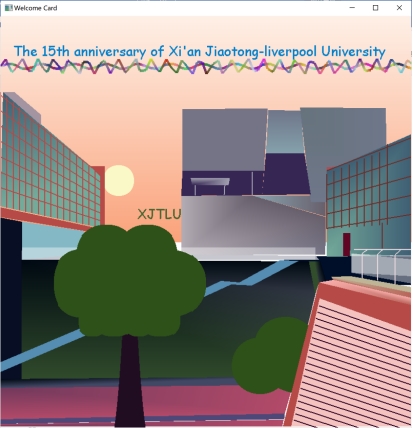 Welcome Card
The 15th anniversary of Xi'an Jiaotong-liverpool University
XJTLU